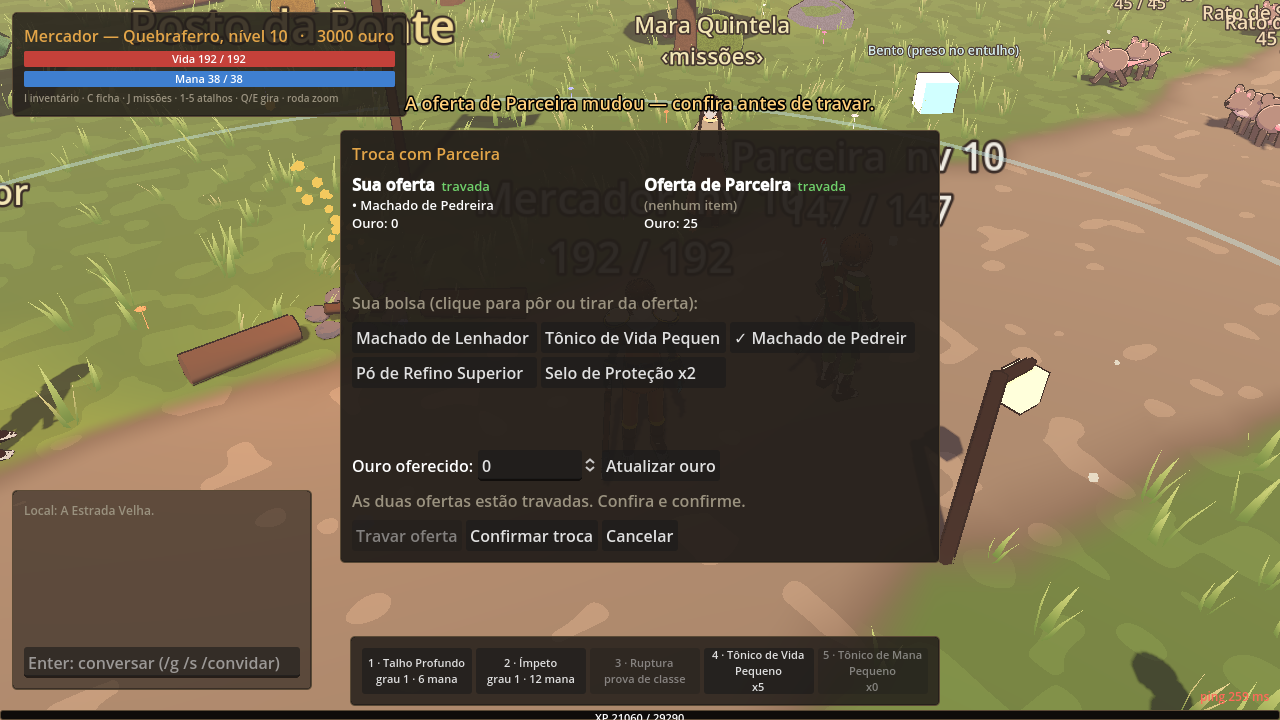 Posto da Ponte
Mercador — Quebraferro, nível 10 · 3000 ouro
Vida 192 / 192
Mana 38 / 38
I inventário · C ficha · J missões · 1-5 atalhos · Q/E gira · roda zoom
Mara Quintela
‹missões›
Bento (preso no entulho)
45 / 45
Rato de
45
A oferta de Parceira mudou — confira antes de travar.
Parceira nv 10
147 / 147
192 / 192
Troca com Parceira
Sua oferta travada
• Machado de Pedreira
Ouro: 0
Oferta de Parceira travada
(nenhum item)
Ouro: 25
Sua bolsa (clique para pôr ou tirar da oferta):
Machado de Lenhador
Tônico de Vida Pequen
✓ Machado de Pedreir
Pó de Refino Superior
Selo de Proteção x2
Ouro oferecido: 0
Atualizar ouro
As duas ofertas estão travadas. Confira e confirme.
Travar oferta
Confirmar troca
Cancelar
Local: A Estrada Velha.
Enter: conversar (/g /s /convidar)
1 · Talho Profundo
grau 1 · 6 mana
2 · Ímpeto
grau 1 · 12 mana
3 · Ruptura
prova de classe
4 · Tônico de Vida
Pequeno
x5
5 · Tônico de Mana
Pequeno
x0
ping 255 ms
XP 21060 / 29290